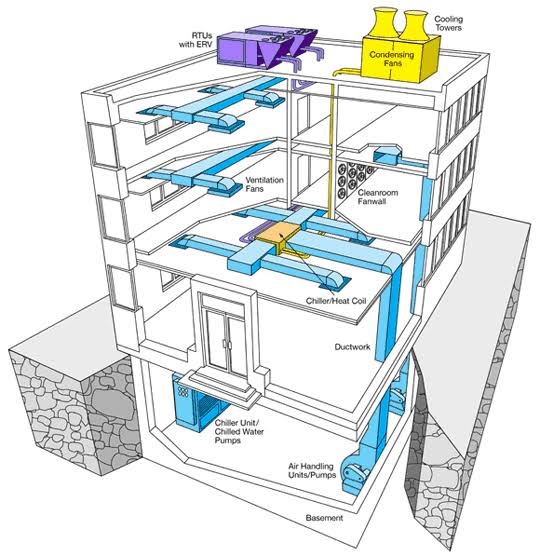 RTUs
with ERV
Cooling
Towers
Condensing
Fans
Ventilation
Fans
Cleanroom
Fanwall
Chiller/Heat Coil
Ductwork
Chiller Unit/
Chilled Water
Pumps
Air Handling
Units/Pumps
Basement